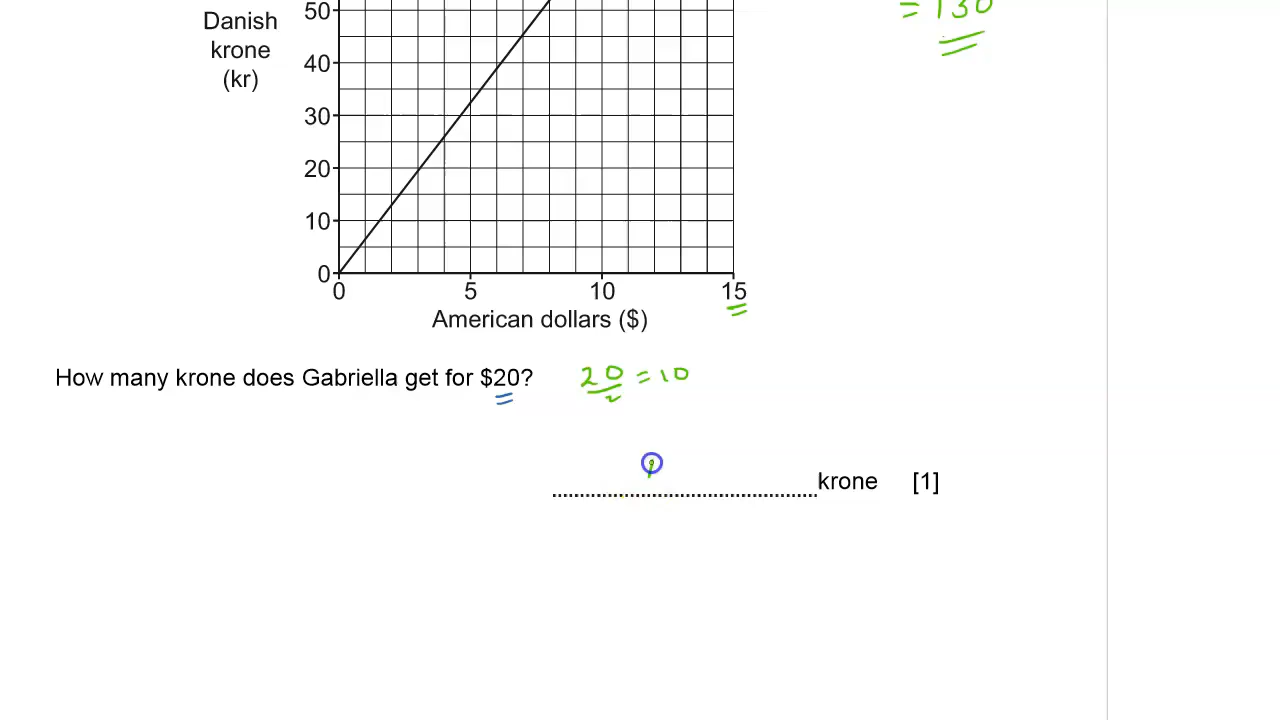 50
Danish
krone
(kr)
= 130
40
30
20
10
0
0 5 10 15
American dollars ($)
How many krone does Gabriella get for $20?
20/2 = 10
krone [1]